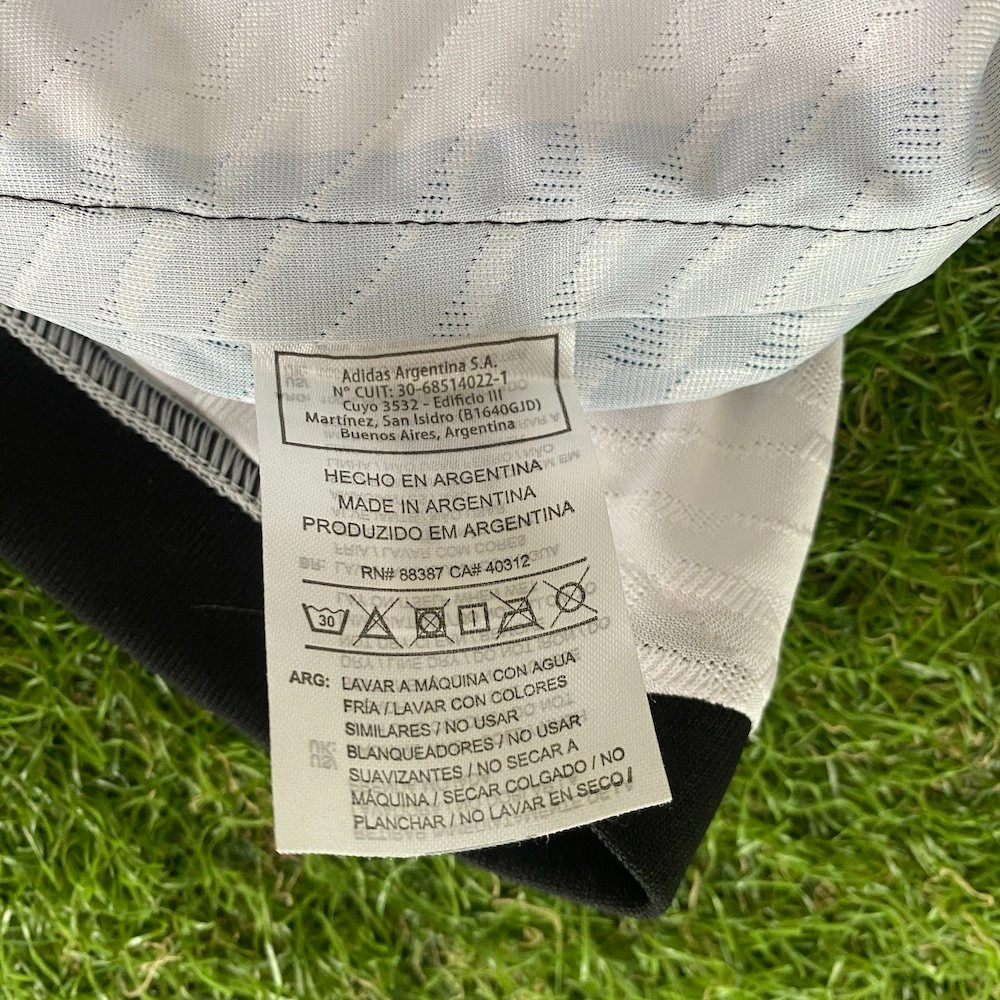 Adidas Argentina S.A.
N° CUIT: 30-68514022-1
Cuyo 3532 - Edificio III
Martínez, San Isidro (B1640GJD)
Buenos Aires, Argentina
HECHO EN ARGENTINA
MADE IN ARGENTINA
PRODUZIDO EM ARGENTINA
RN# 88387 CA# 40312
30
ARG: LAVAR A MÁQUINA CON AGUA
FRÍA / LAVAR CON COLORES
SIMILARES / NO USAR
BLANQUEADORES / NO USAR
SUAVIZANTES / NO SECAR A
MÁQUINA / SECAR COLGADO / NO
PLANCHAR / NO LAVAR EN SECO